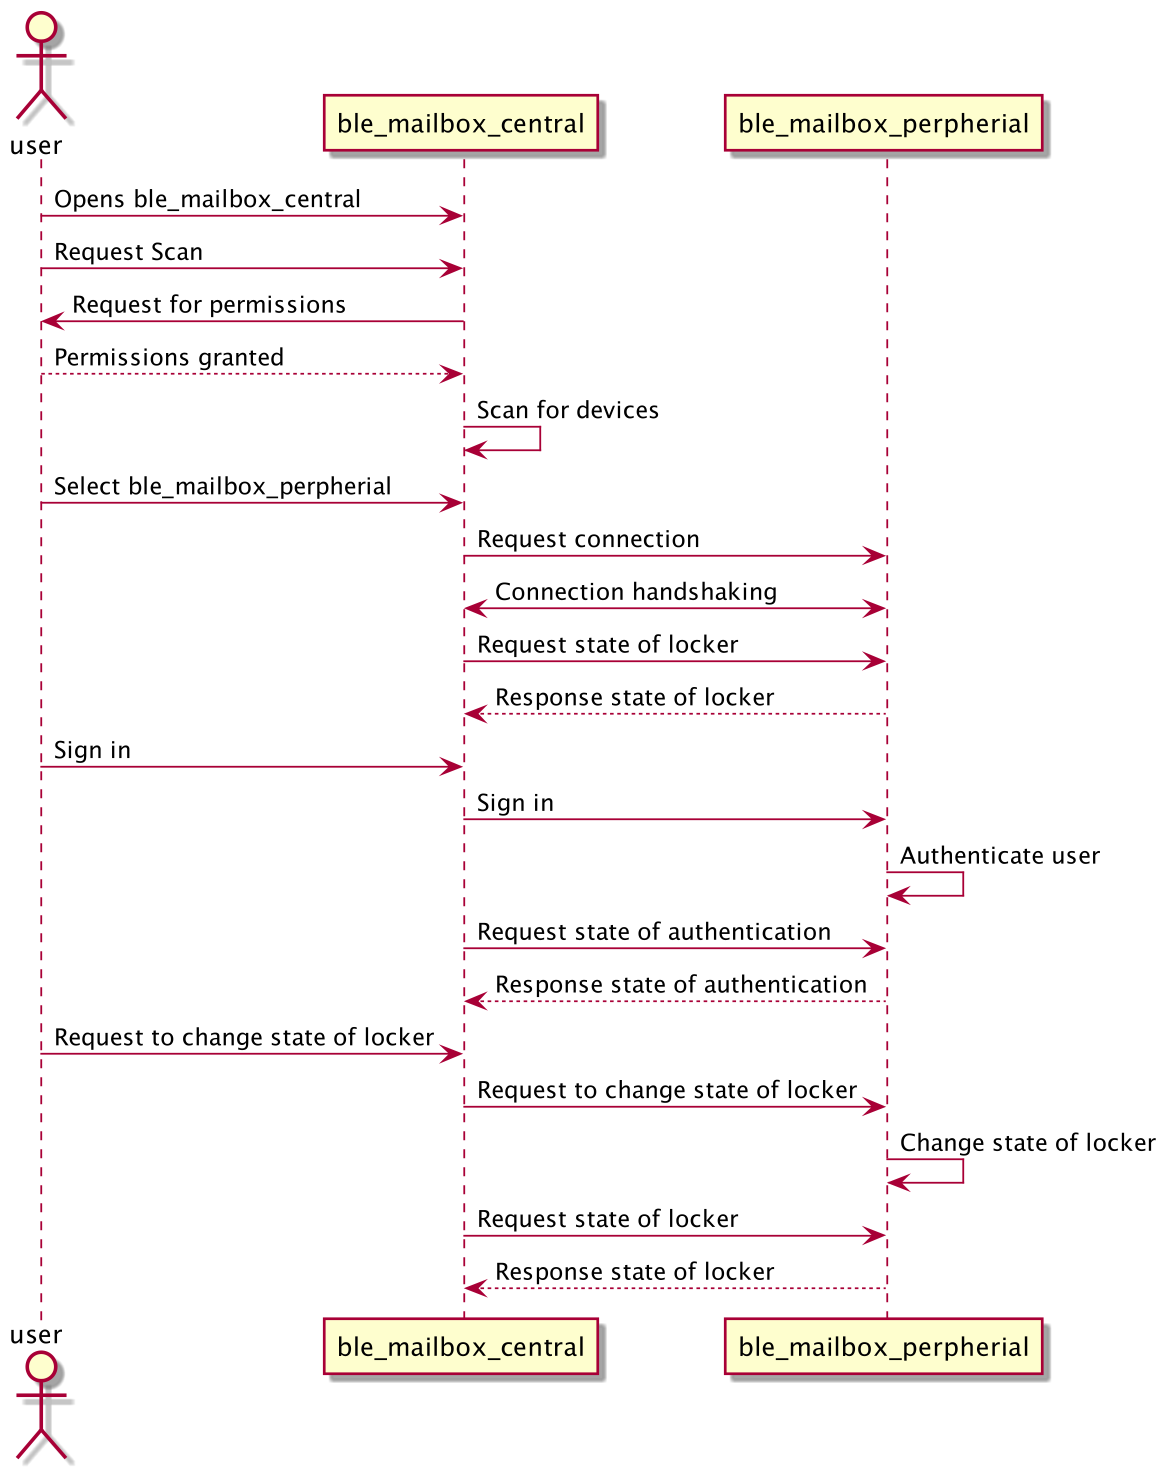 user
ble_mailbox_central
ble_mailbox_perpherial
Opens ble_mailbox_central
Request Scan
Request for permissions
Permissions granted
Scan for devices
Select ble_mailbox_perpherial
Request connection
Connection handshaking
Request state of locker
Response state of locker
Sign in
Sign in
Authenticate user
Request state of authentication
Response state of authentication
Request to change state of locker
Request to change state of locker
Change state of locker
Request state of locker
Response state of locker
user
ble_mailbox_central
ble_mailbox_perpherial